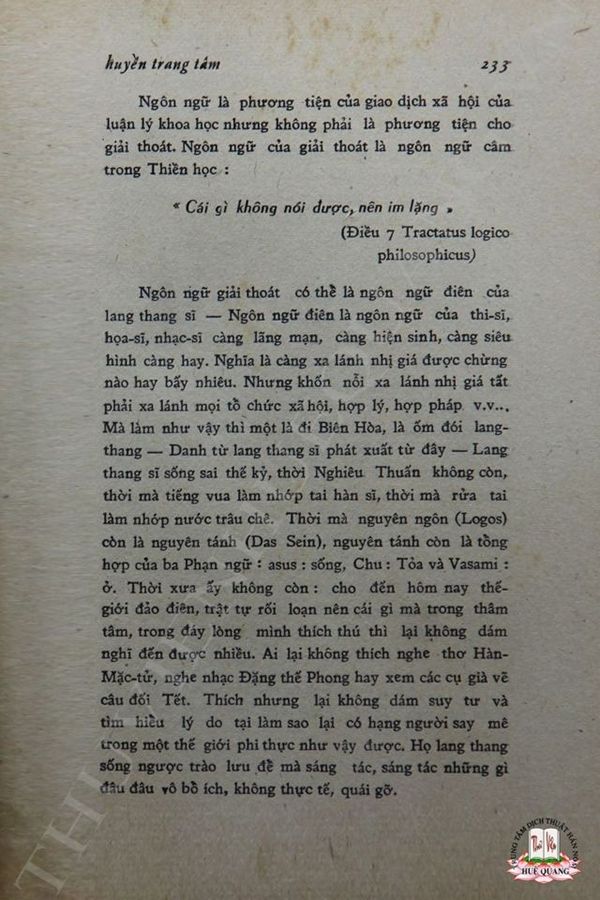 huyền trang tâm 233
Ngôn ngữ là phương tiện của giao dịch xã hội của
luận lý khoa học nhưng không phải là phương tiện cho
giải thoát. Ngôn ngữ của giải thoát là ngôn ngữ câm
trong Thiền học :
« Cái gì không nói được, nên im lặng »
(Điều 7 Tractatus logico
philosophicus)
Ngôn ngữ giải thoát có thể là ngôn ngữ điên của
lang thang sĩ — Ngôn ngữ điên là ngôn ngữ của thi-sĩ,
họa-sĩ, nhạc-sĩ càng lãng mạn, càng hiện sinh, càng siêu
hình càng hay. Nghĩa là càng xa lánh nhị giá được chừng
nào hay bấy nhiêu. Nhưng khốn nỗi xa lánh nhị giá tất
phải xa lánh mọi tổ chức xã hội, hợp lý, hợp pháp v.v...
Mà làm như vậy thì một là đi Biên Hòa, là ốm đói lang-
thang — Danh từ lang thang sĩ phát xuất từ đây — Lang
thang sĩ sống sai thế kỷ, thời Nghiêu Thuấn không còn,
thời mà tiếng vua làm nhớp tai hàn sĩ, thời mà rửa tai
làm nhớp nước trâu chê. Thời mà nguyên ngôn (Logos)
còn là nguyên tánh (Das Sein), nguyên tánh còn là tổng
hợp của ba Phạn ngữ : asus : sống, Chu : Tỏa và Vasami :
ở. Thời xưa ấy không còn : cho đến hôm nay thế-
giới đảo điên, trật tự rối loạn nên cái gì mà trong thâm
tâm, trong đáy lòng mình thích thú thì lại không dám
nghĩ đến được nhiều. Ai lại không thích nghe thơ Hàn-
Mặc-tử, nghe nhạc Đặng thế Phong hay xem các cụ già vẽ
câu đối Tết. Thích nhưng lại không dám suy tư và
tìm hiểu lý do tại làm sao lại có hạng người say mê
trong một thế giới phi thực như vậy được. Họ lang thang
sống ngược trào lưu để mà sáng tác, sáng tác những gì
đâu đâu vô bổ ích, không thực tế, quái gỡ.
TRUNG TÂM DỊCH THUẬT HÁN NÔM
HUỆ QUANG